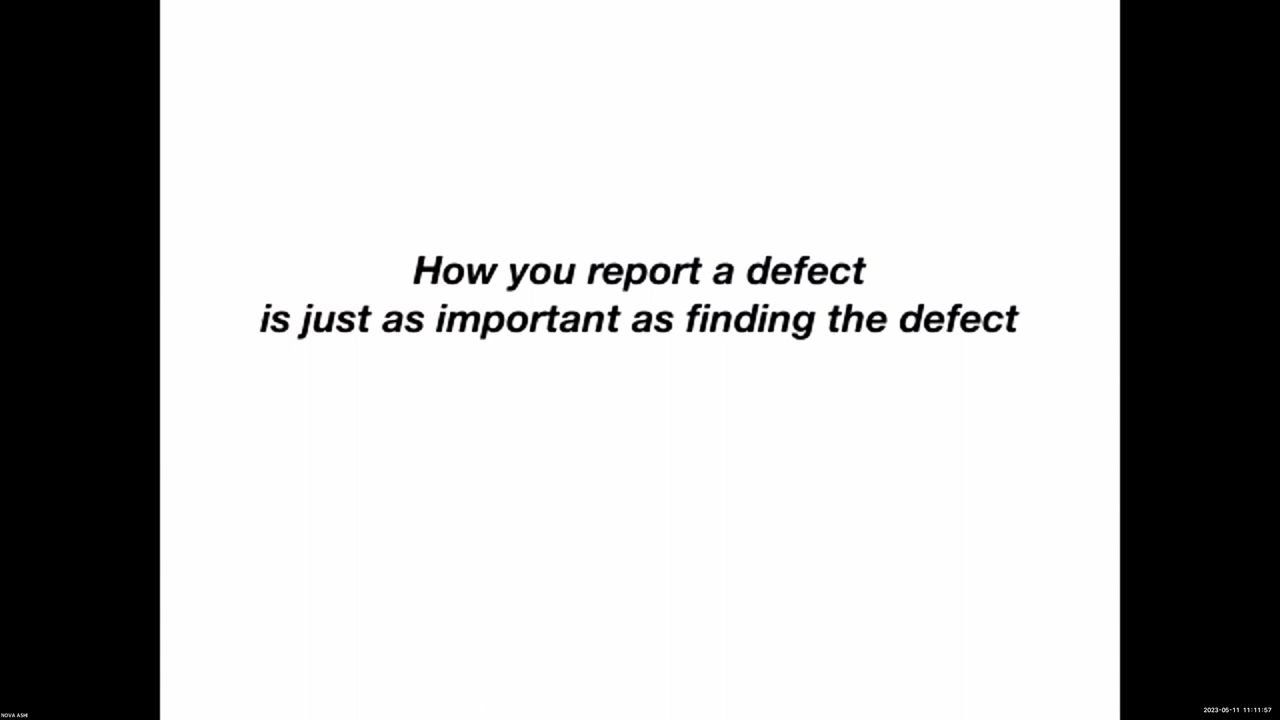 How you report a defect
is just as important as finding the defect
NOVA ASHI
2023-05-11 11:11:57